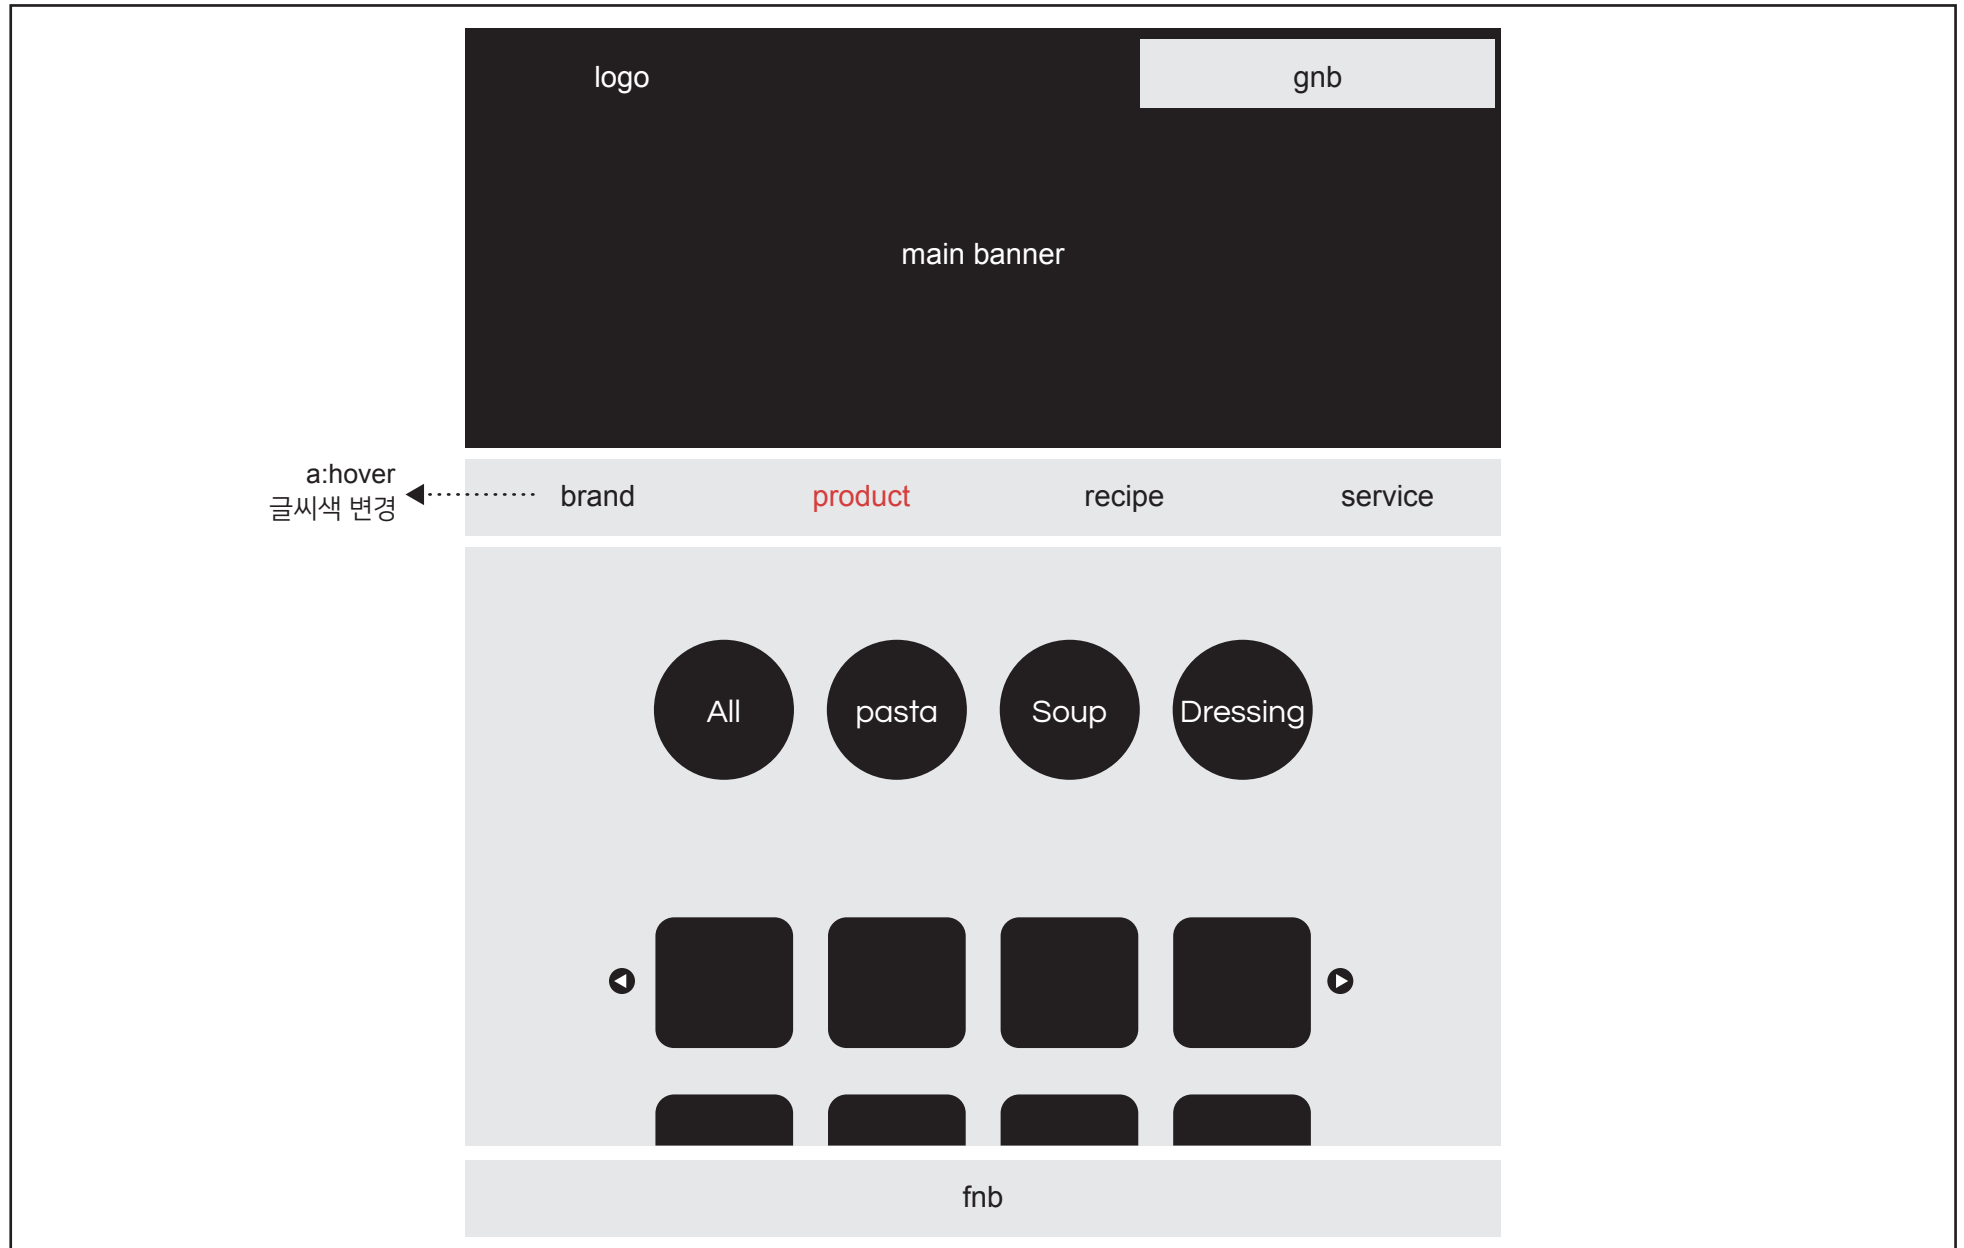 logo
gnb
main banner
a:hover
글씨색 변경
brand
product
recipe
service
All
pasta
Soup
Dressing
fnb